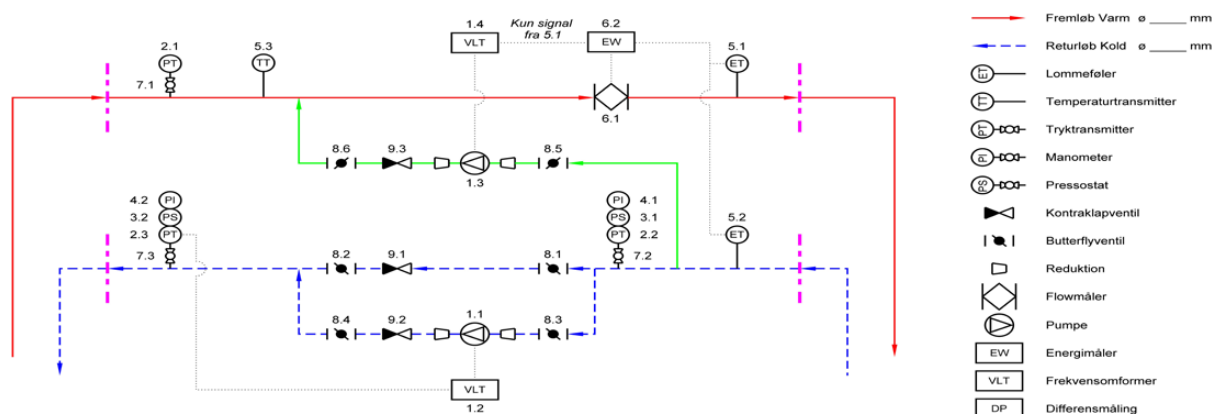 1.4
Kun signal
fra 5.1
6.2
2.1
5.3
VLT
EW
5.1
PT
TT
ET
7.1
6.1
8.6
9.3
8.5
1.3
4.2
PI
3.2
PS
2.3
PT
7.3
PI
4.1
PS
3.1
PT
2.2
7.2
5.2
ET
8.2
9.1
8.1
8.4
9.2
1.1
8.3
VLT
1.2
Fremløb Varm ø _____ mm
Returløb Kold ø _____ mm
ET Lommeføler
TT Temperaturtransmitter
PT Tryktransmitter
PI Manometer
PS Pressostat
Kontraklapventil
Butterflyventil
Reduktion
Flowmåler
Pumpe
EW Energimåler
VLT Frekvensomformer
DP Differensmåling